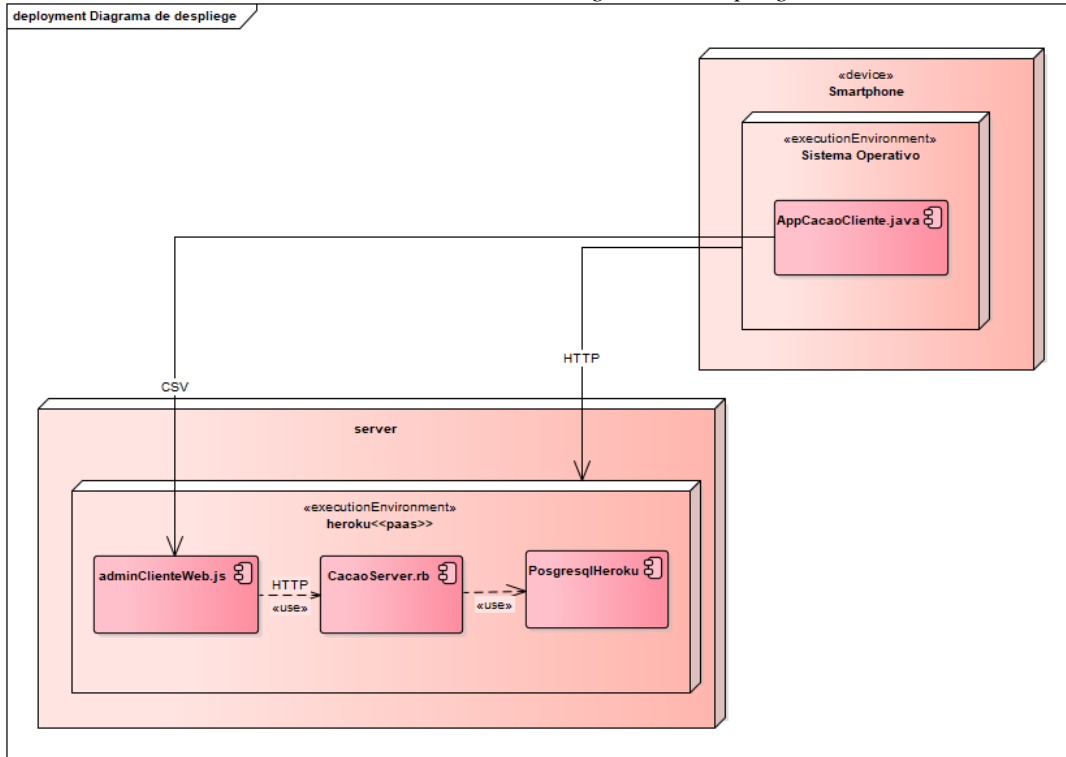 deployment Diagrama de despliege
«device»
Smartphone
«executionEnvironment»
Sistema Operativo
AppCacaoCliente.java
HTTP
CSV
server
«executionEnvironment»
heroku<<paas>>
adminClienteWeb.js
HTTP
«use»
CacaoServer.rb
«use»
PosgresqlHeroku